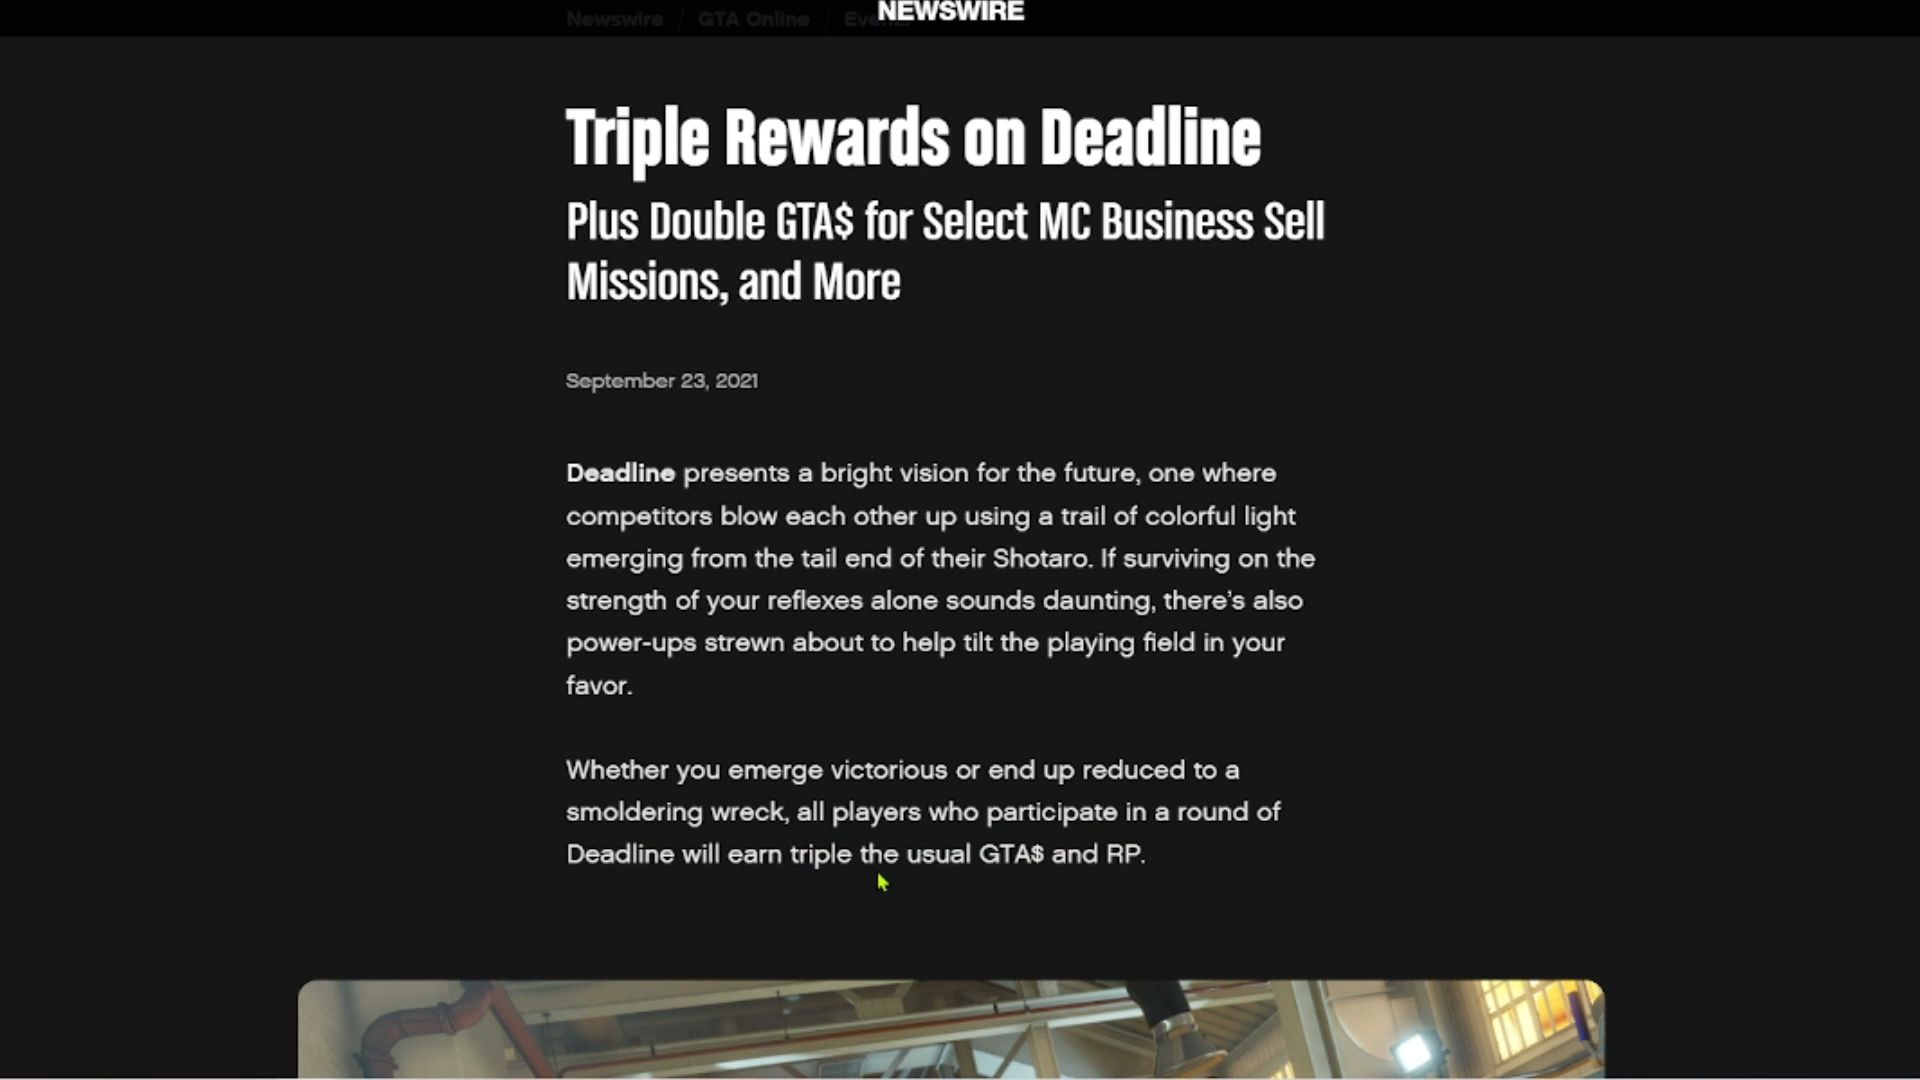 NEWSWIRE
Newswire / GTA Online / Eve
Triple Rewards on Deadline
Plus Double GTA$ for Select MC Business Sell
Missions, and More
September 23, 2021
Deadline presents a bright vision for the future, one where
competitors blow each other up using a trail of colorful light
emerging from the tail end of their Shotaro. If surviving on the
strength of your reflexes alone sounds daunting, there’s also
power-ups strewn about to help tilt the playing field in your
favor.
Whether you emerge victorious or end up reduced to a
smoldering wreck, all players who participate in a round of
Deadline will earn triple the usual GTA$ and RP.